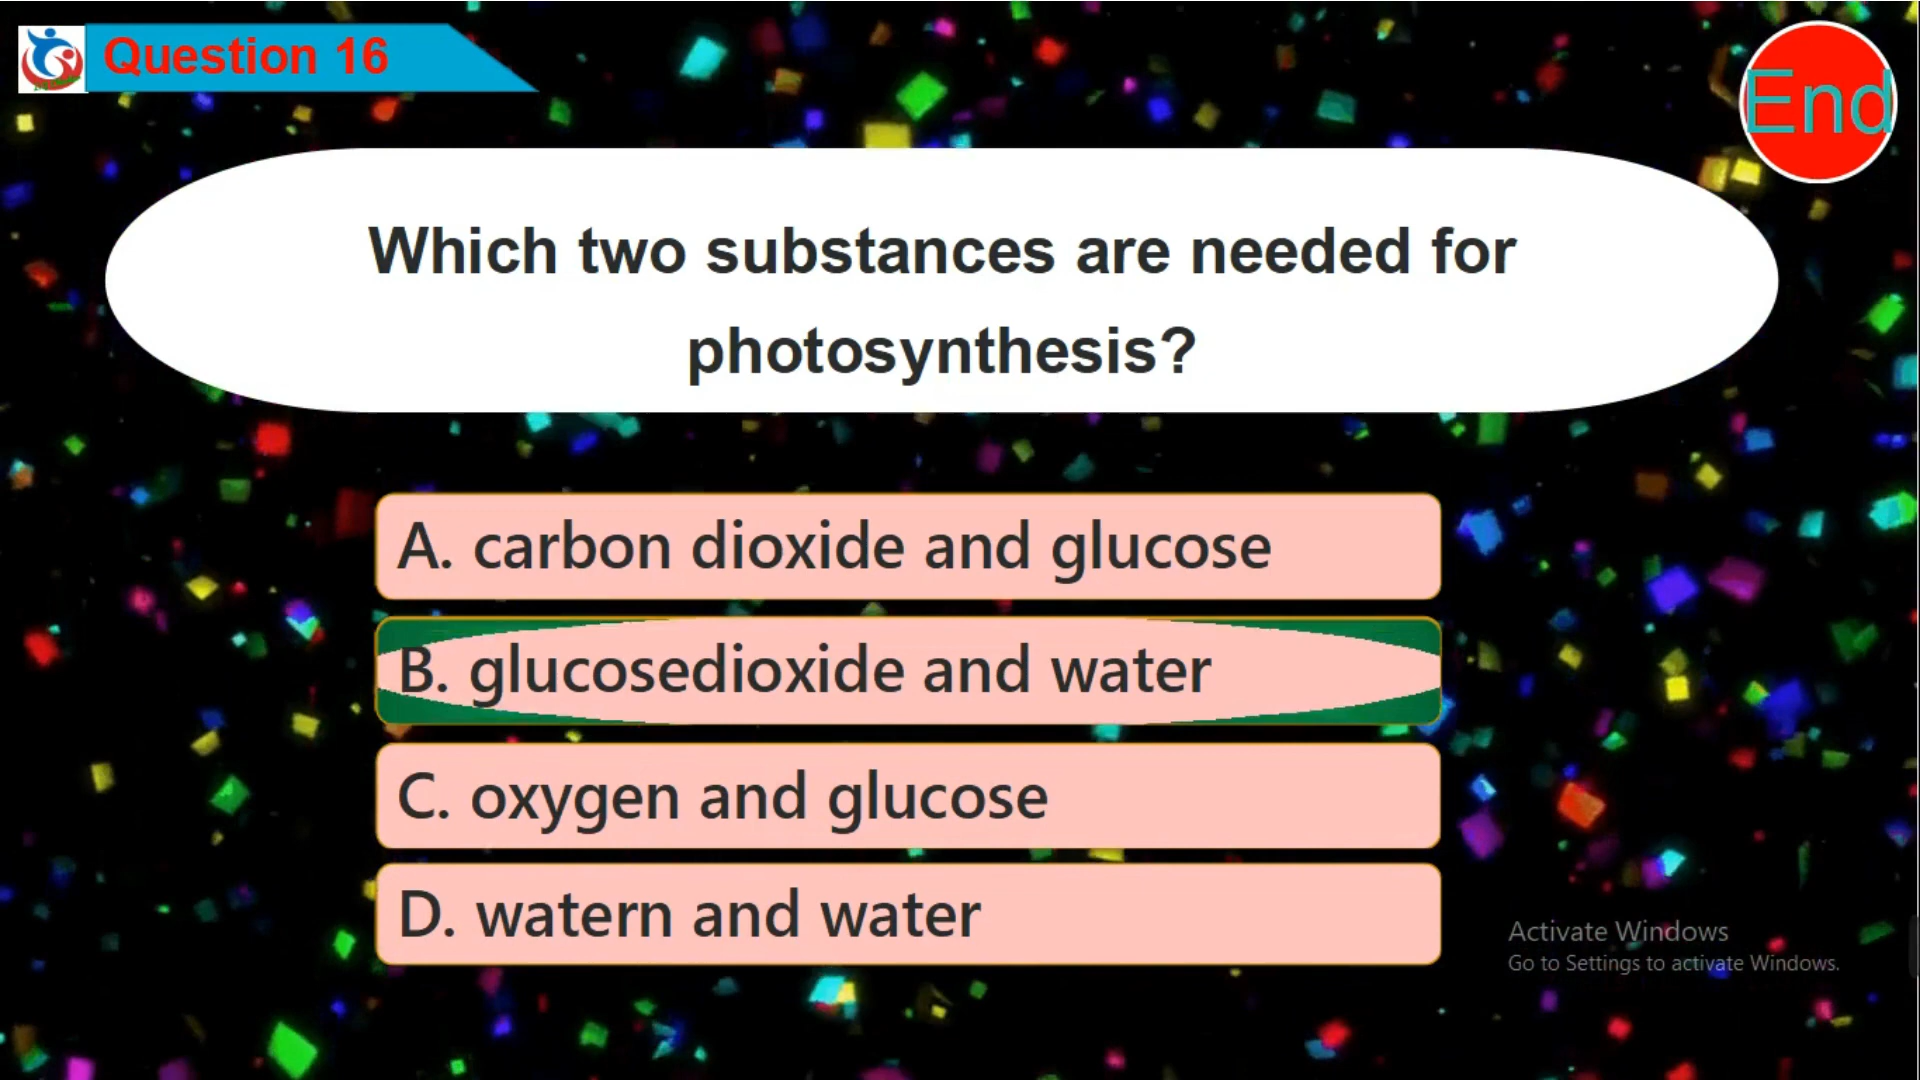 Question 16
End
Which two substances are needed for
photosynthesis?
A. carbon dioxide and glucose
B. glucosedioxide and water
C. oxygen and glucose
D. watern and water
Activate Windows
Go to Settings to activate Windows.